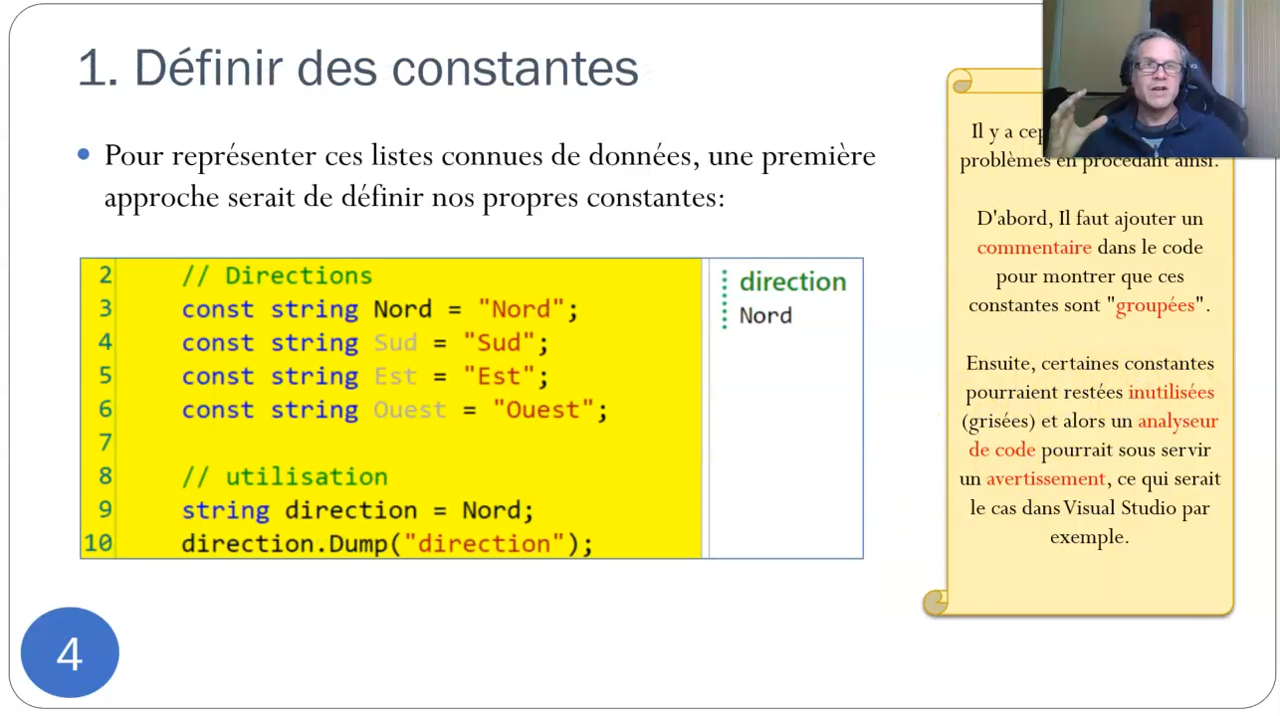 1. Définir des constantes
Pour représenter ces listes connues de données, une première
approche serait de définir nos propres constantes:
2 // Directions
3 const string Nord = "Nord";
4 const string Sud = "Sud";
5 const string Est = "Est";
6 const string Ouest = "Ouest";
7
8 // utilisation
9 string direction = Nord;
10 direction.Dump("direction");
direction
Nord
Il y a
problèmes en procédant ainsi.
D'abord, Il faut ajouter un
commentaire dans le code
pour montrer que ces
constantes sont "groupées".
Ensuite, certaines constantes
pourraient restées inutilisées
(grisées) et alors un analyseur
de code pourrait sous servir
un avertissement, ce qui serait
le cas dans Visual Studio par
exemple.
4